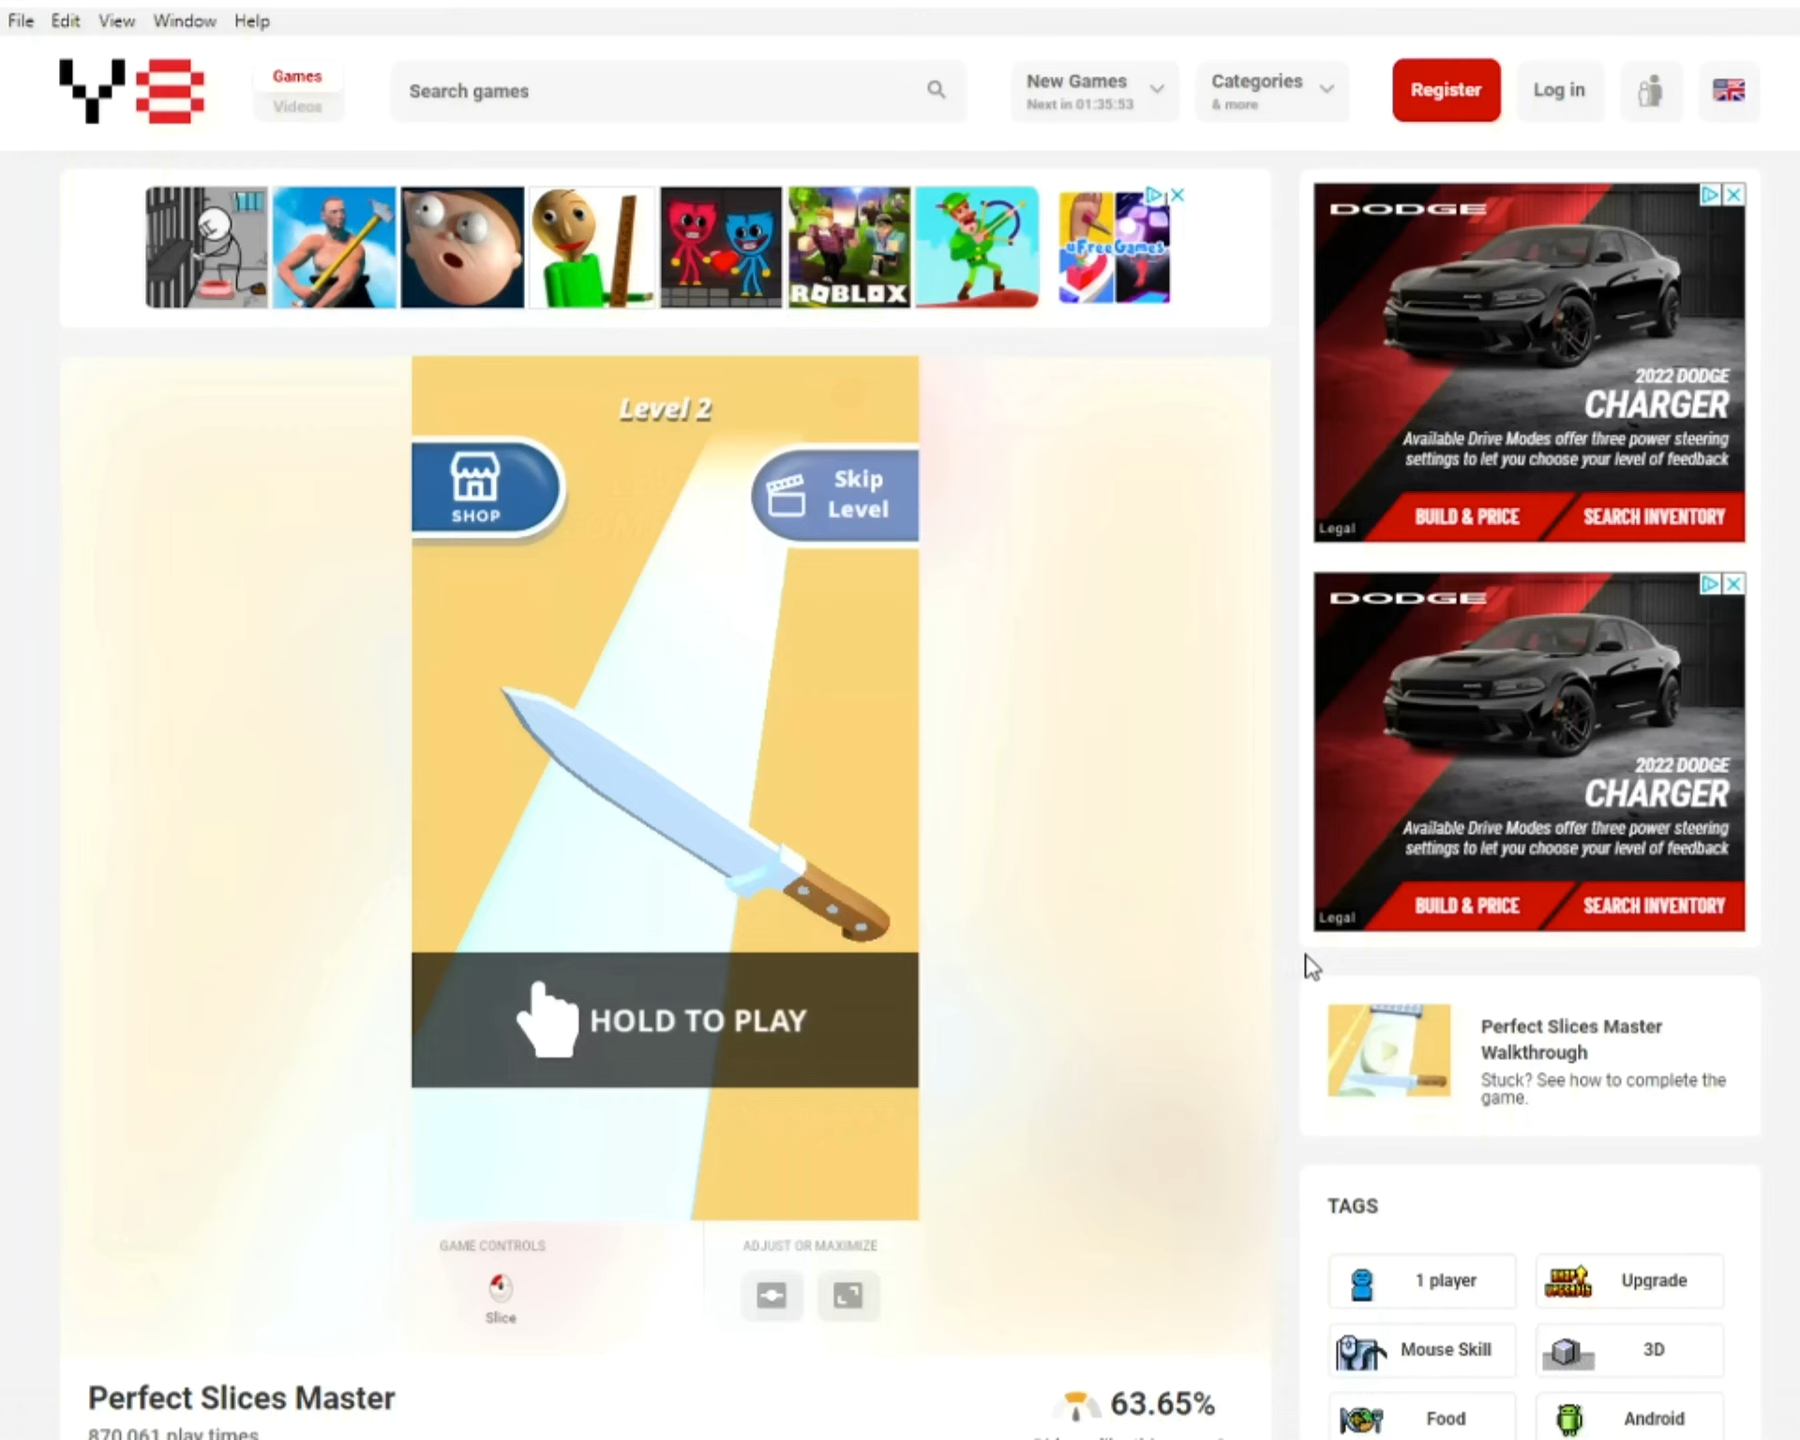 File Edit View Window Help
Y8
Games
Videos
Search games
New Games
Next in 01:35:53
Categories
& more
Register
Log in
ROBLOX
uFreeGames
Level 2
SHOP
Skip
Level
HOLD TO PLAY
GAME CONTROLS
Slice
ADJUST OR MAXIMIZE
Perfect Slices Master
870,061 play times
63.65%
DODGE
2022 DODGE
CHARGER
Available Drive Modes offer three power steering
settings to let you choose your level of feedback
Legal
BUILD & PRICE
SEARCH INVENTORY
DODGE
2022 DODGE
CHARGER
Available Drive Modes offer three power steering
settings to let you choose your level of feedback
Legal
BUILD & PRICE
SEARCH INVENTORY
Perfect Slices Master
Walkthrough
Stuck? See how to complete the
game.
TAGS
1 player
Upgrade
Mouse Skill
3D
Food
Android